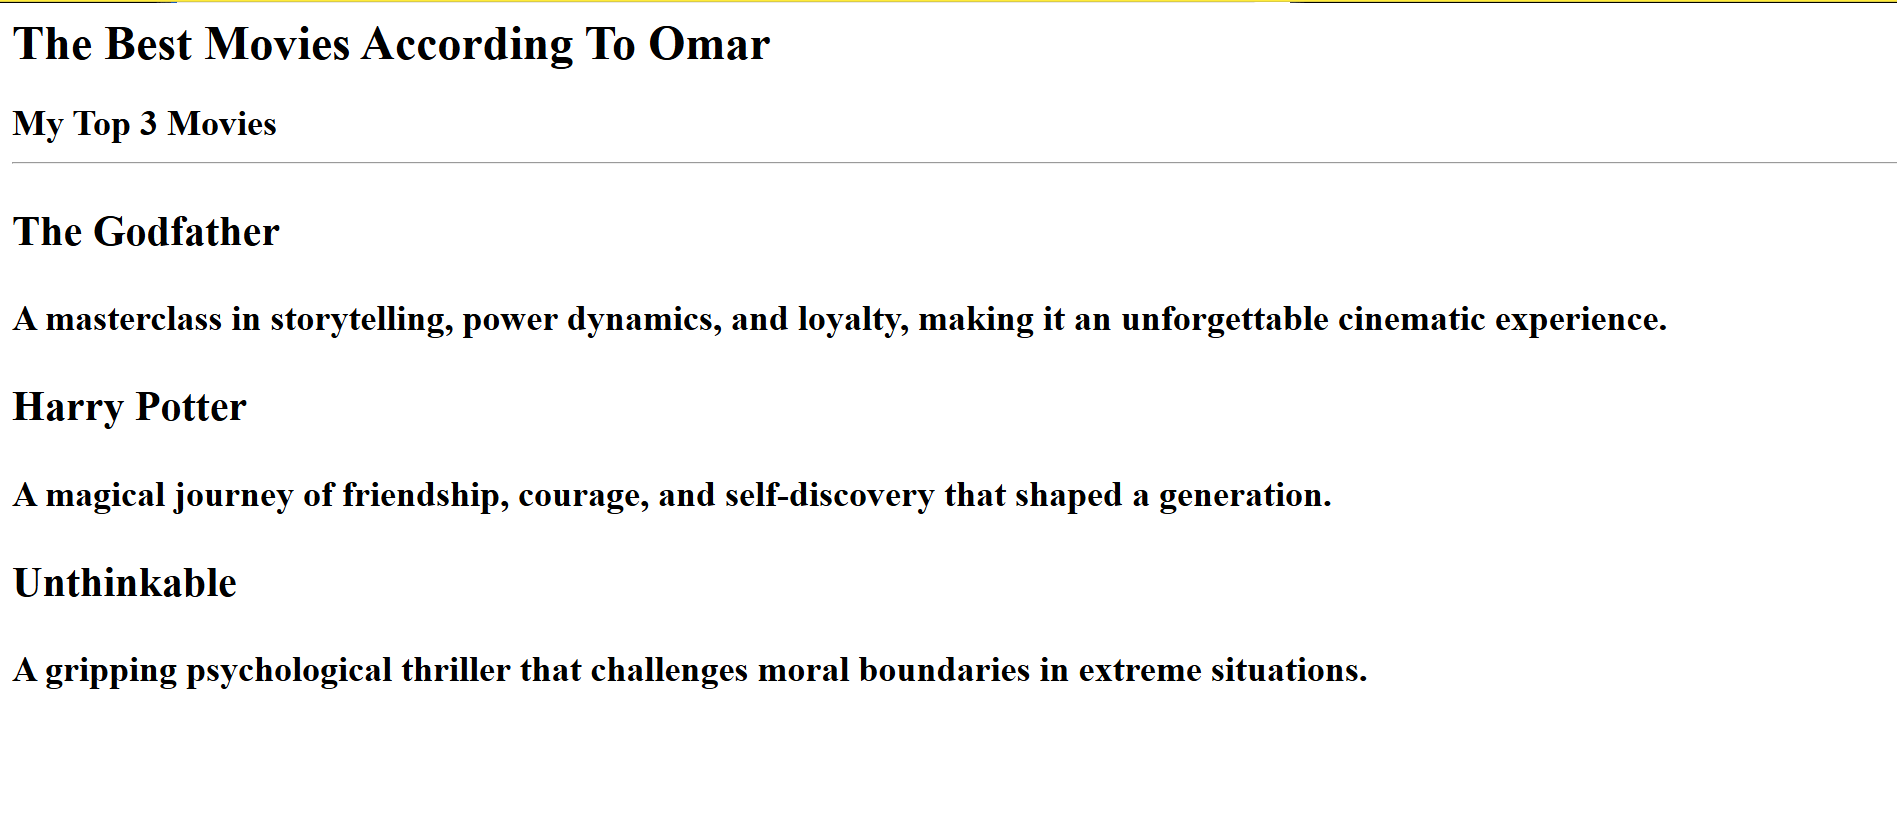 The Best Movies According To Omar
My Top 3 Movies
The Godfather
A masterclass in storytelling, power dynamics, and loyalty, making it an unforgettable cinematic experience.
Harry Potter
A magical journey of friendship, courage, and self-discovery that shaped a generation.
Unthinkable
A gripping psychological thriller that challenges moral boundaries in extreme situations.